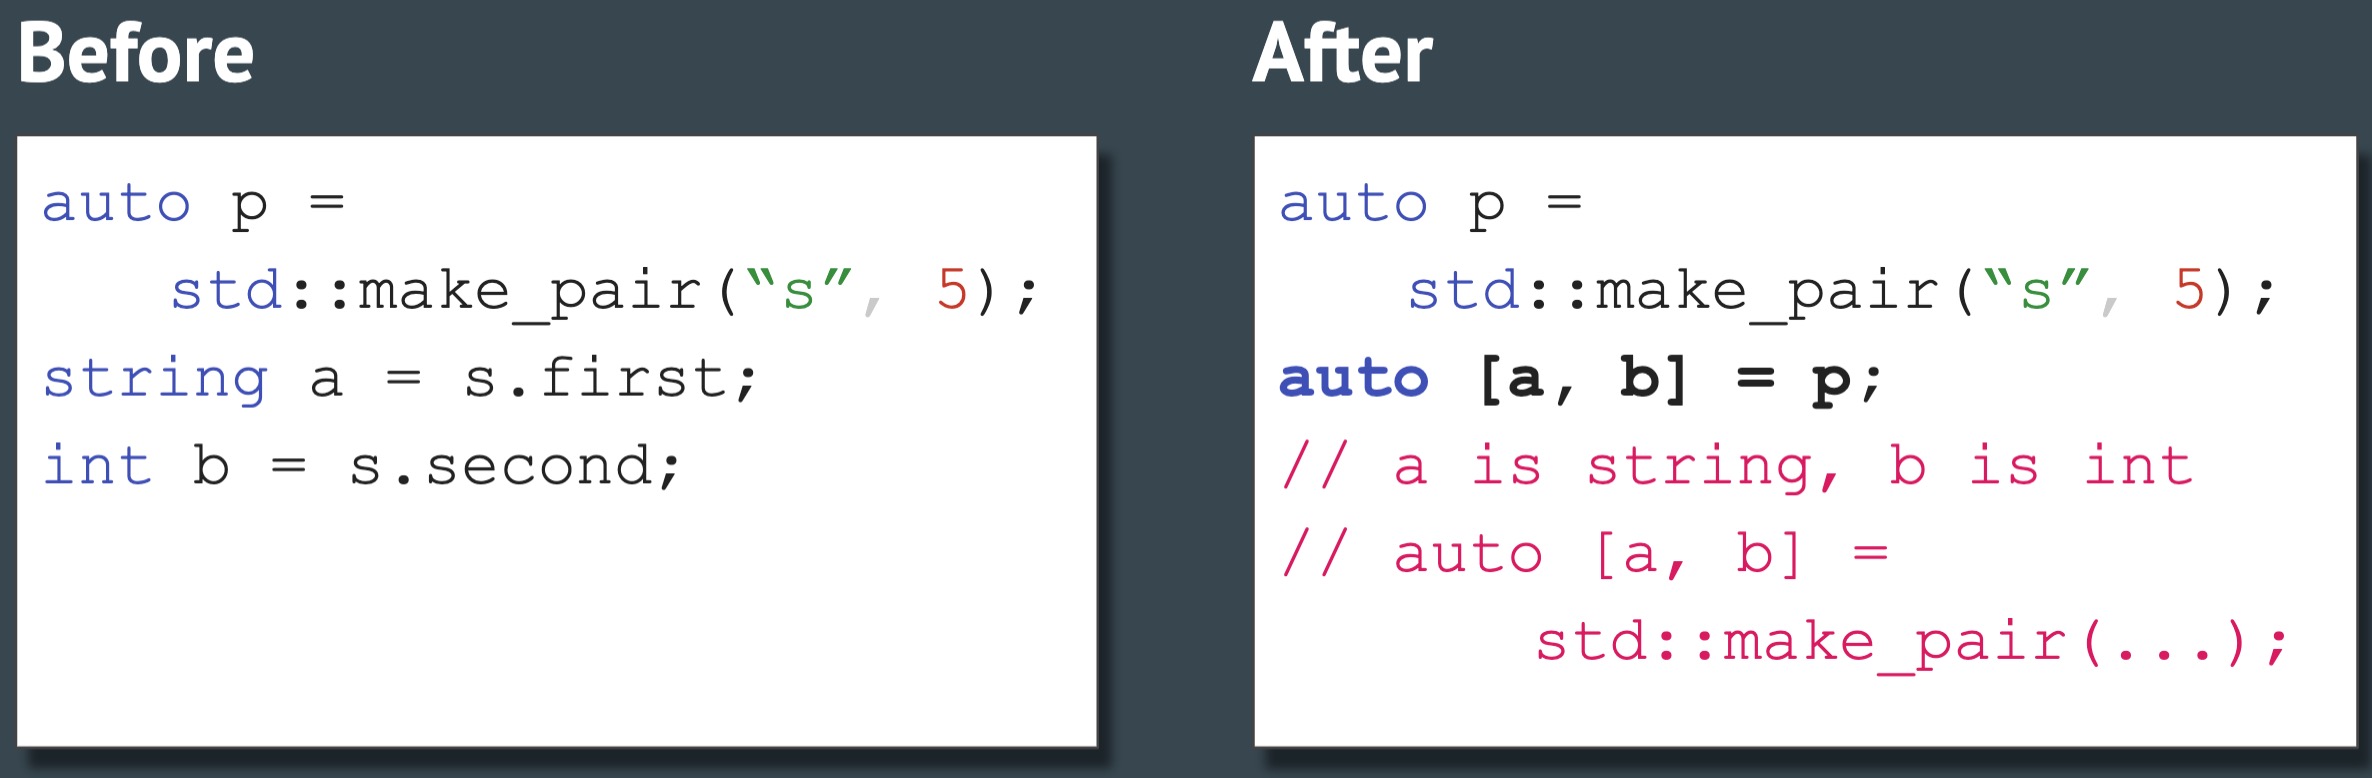 Before
auto p =
std::make_pair(“s”, 5);
string a = s.first;
int b = s.second;
After
auto p =
std::make_pair(“s”, 5);
auto [a, b] = p;
// a is string, b is int
// auto [a, b] =
std::make_pair(...);